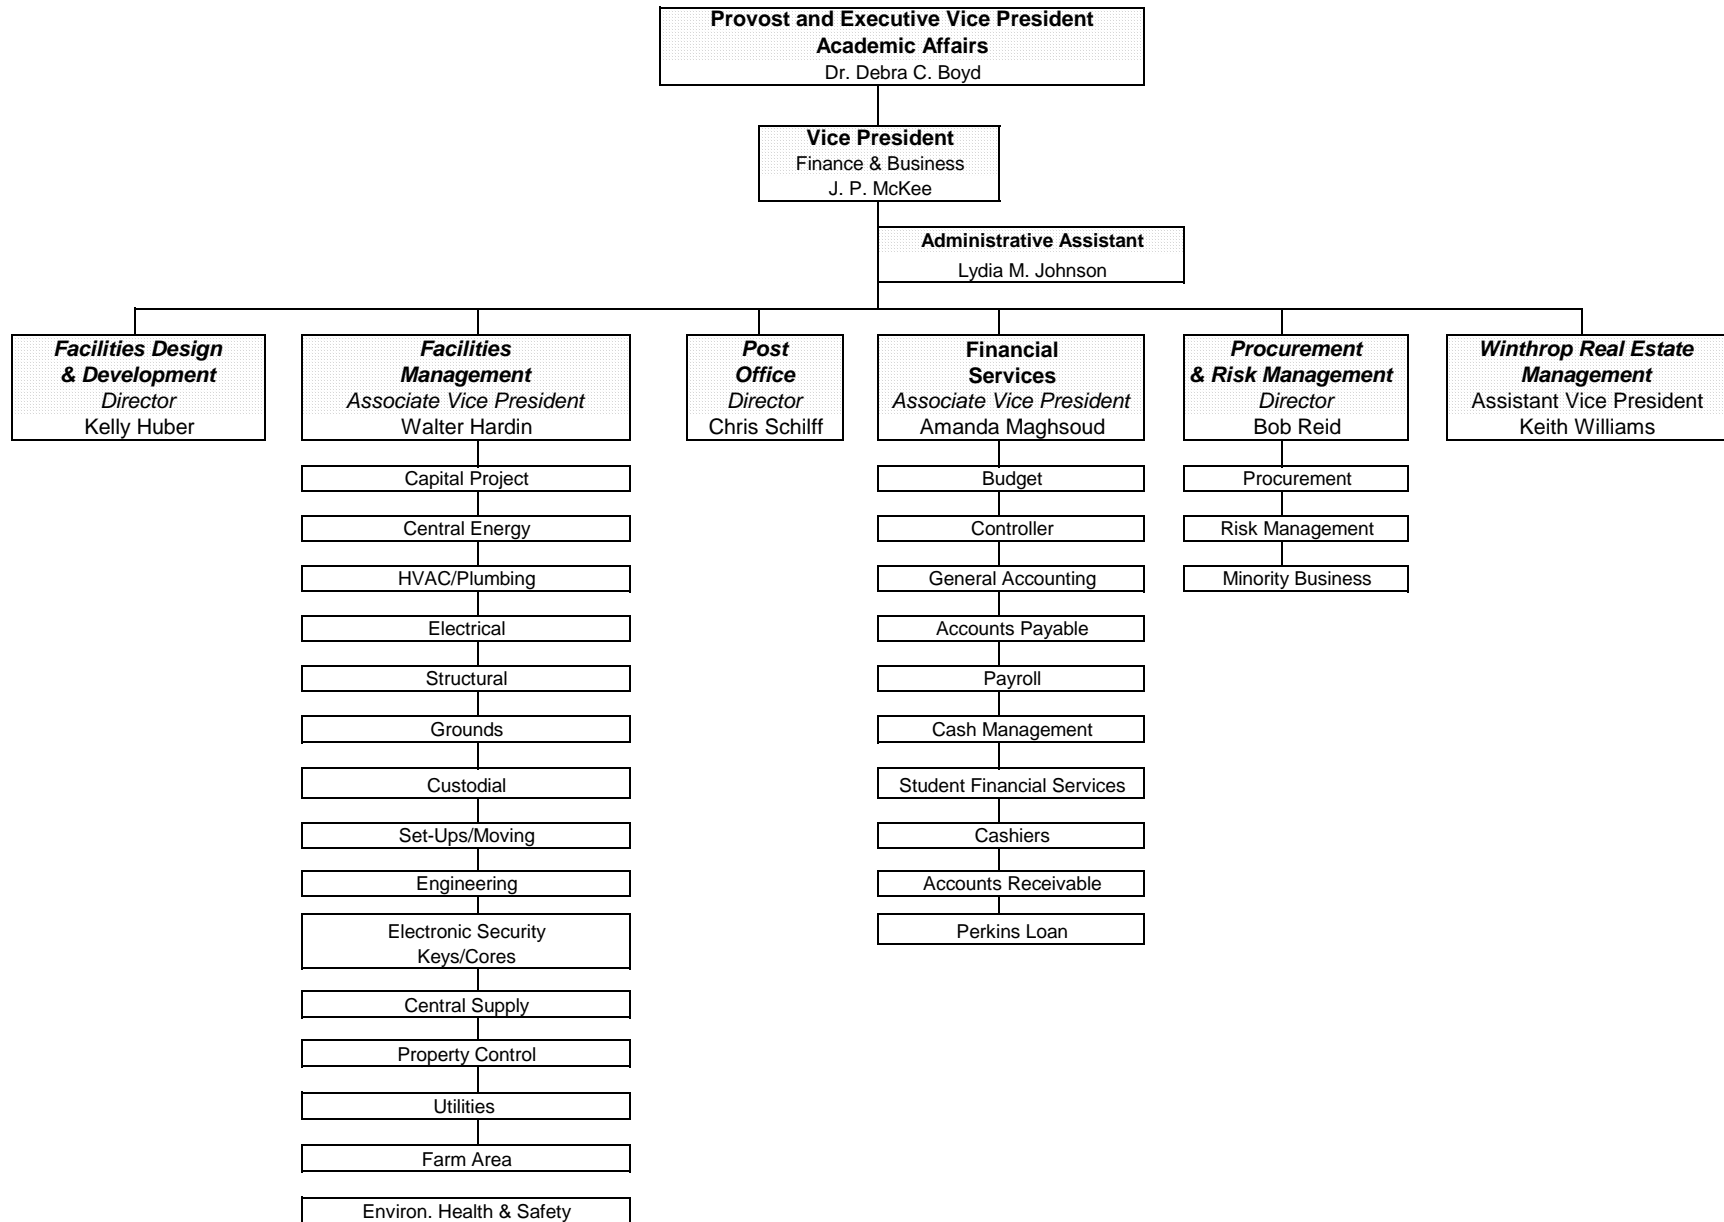 Provost and Executive Vice President
Academic Affairs
Dr. Debra C. Boyd
Vice President
Finance & Business
J. P. McKee
Administrative Assistant
Lydia M. Johnson
Facilities Design
& Development
Director
Kelly Huber
Facilities
Management
Associate Vice President
Walter Hardin
Post
Office
Director
Chris Schilff
Financial
Services
Associate Vice President
Amanda Maghsoud
Procurement
& Risk Management
Director
Bob Reid
Winthrop Real Estate
Management
Assistant Vice President
Keith Williams
Capital Project
Central Energy
HVAC/Plumbing
Electrical
Structural
Grounds
Custodial
Set-Ups/Moving
Engineering
Electronic Security
Keys/Cores
Central Supply
Property Control
Utilities
Farm Area
Environ. Health & Safety
Budget
Controller
General Accounting
Accounts Payable
Payroll
Cash Management
Student Financial Services
Cashiers
Accounts Receivable
Perkins Loan
Procurement
Risk Management
Minority Business